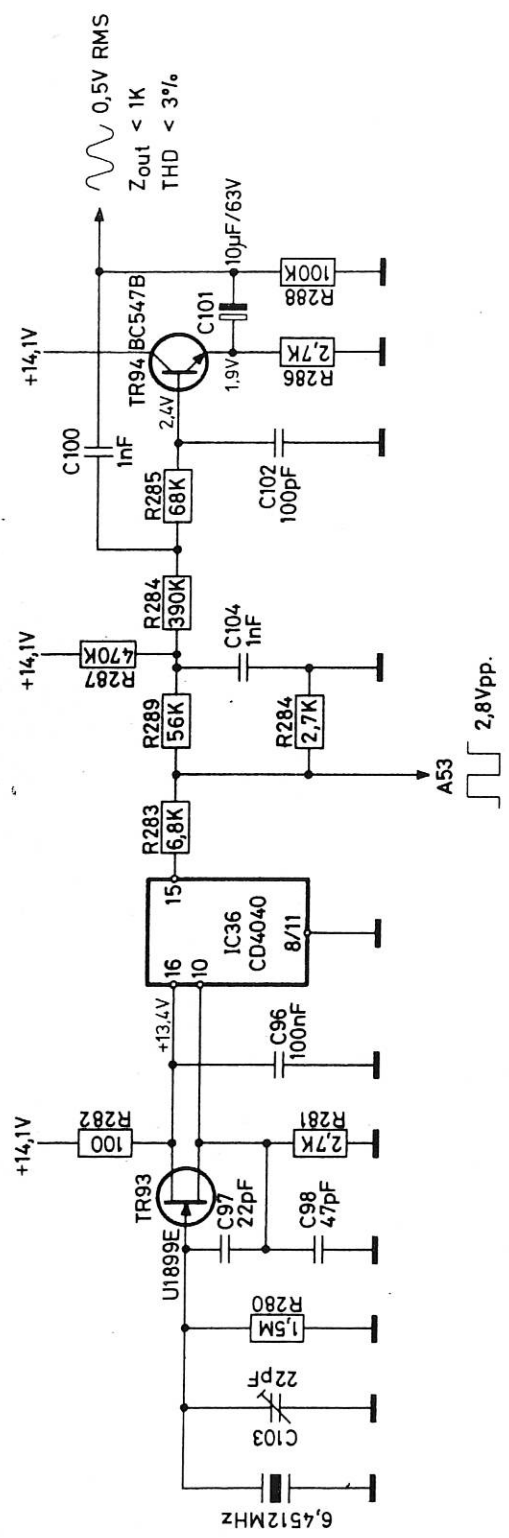 6,4512MHz
C103
22pF
R280
1,5M
U1899E
TR93
C97
22pF
C98
47pF
+14,1V
R282
100
R281
2,7K
C96
100nF
+13,4V
16
10
15
IC36
CD4040
8/11
R283
6,8K
R289
56K
+14,1V
R287
470K
C104
1nF
R284
2,7K
A53
2,8Vpp.
R284
390K
R285
68K
C100
1nF
C102
100pF
+14,1V
TR94
BC547B
2,4V
1,9V
C101
10µF/63V
R286
2,7K
R288
100K
0,5V RMS
Zout < 1K
THD < 3%